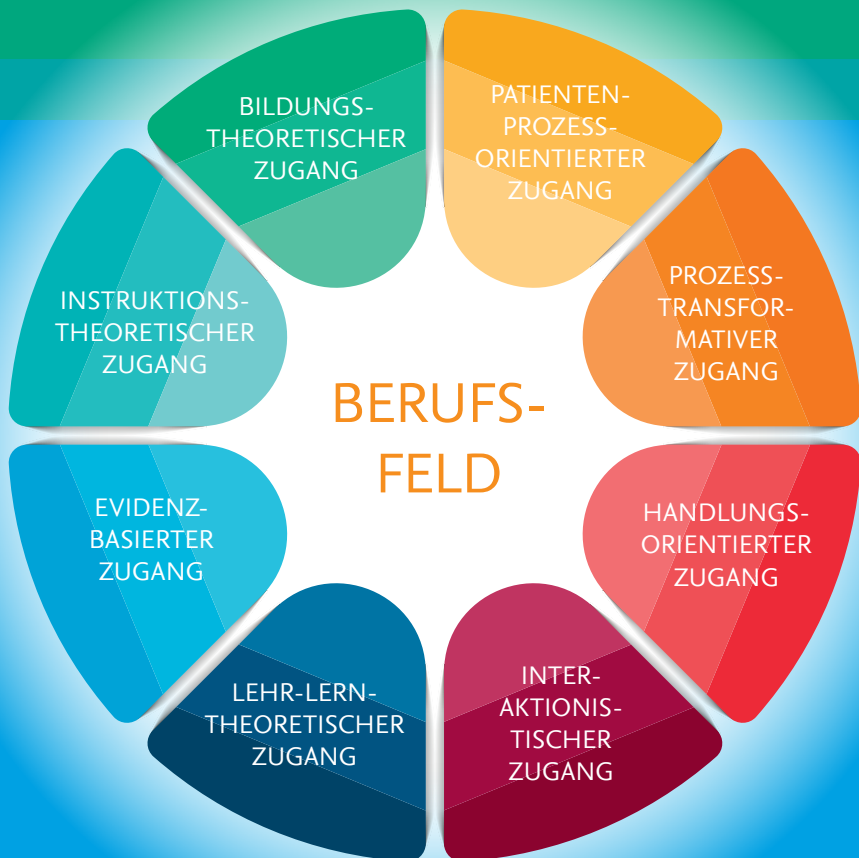 BILDUNGS-
THEORETISCHER
ZUGANG
PATIENTEN-
PROZESS-
ORIENTIERTER
ZUGANG
PROZESS-
TRANSFOR-
MATIVER
ZUGANG
HANDLUNGS-
ORIENTIERTER
ZUGANG
INTER-
AKTIONIS-
TISCHER
ZUGANG
LEHR-LERN-
THEORETISCHER
ZUGANG
EVIDENZ-
BASIERTER
ZUGANG
INSTRUKTIONS-
THEORETISCHER
ZUGANG
BERUFS-
FELD